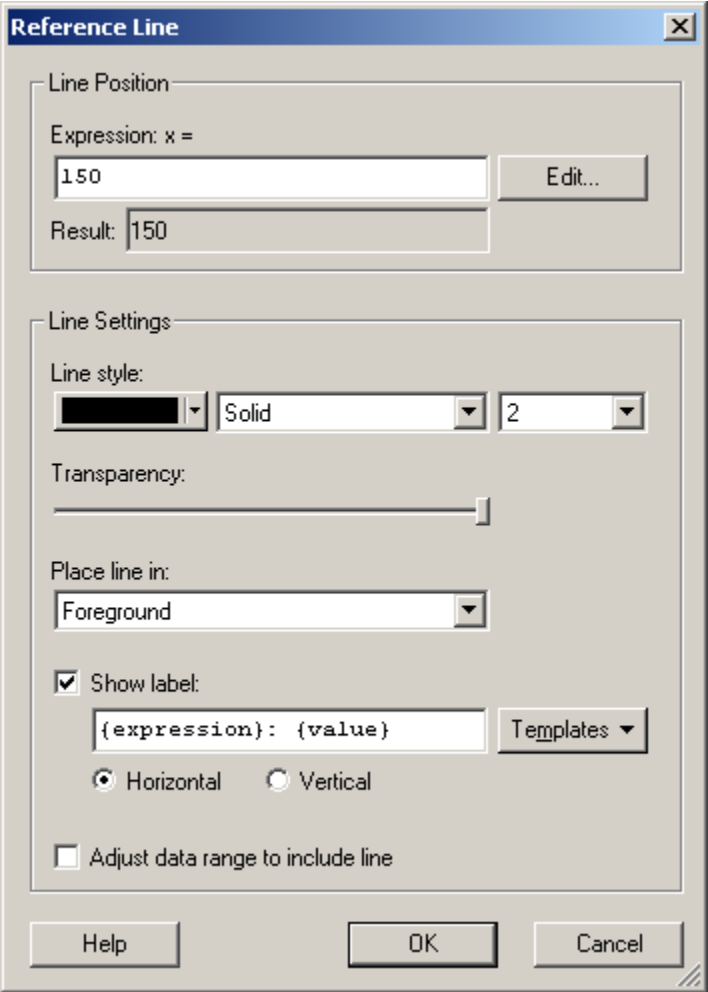 Reference Line
Line Position
Expression: x =
150
Edit...
Result: 150
Line Settings
Line style:
Solid 2
Transparency:
Place line in:
Foreground
Show label:
{expression}: {value} Templates
Horizontal Vertical
Adjust data range to include line
Help OK Cancel